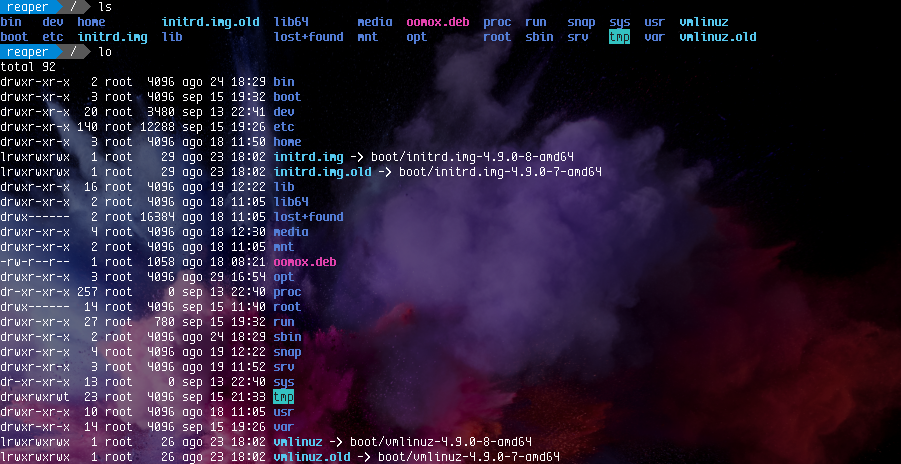 reaper / ls
bin dev home initrd.img.old lib64 media oomox.deb proc run snap sys usr vmlinuz
boot etc initrd.img lib lost+found mnt opt root sbin srv tmp var vmlinuz.old
reaper / lo
total 92
drwxr-xr-x 2 root 4096 ago 24 18:29 bin
drwxr-xr-x 3 root 4096 sep 15 19:32 boot
drwxr-xr-x 20 root 3480 sep 13 22:41 dev
drwxr-xr-x 140 root 12288 sep 15 19:26 etc
drwxr-xr-x 3 root 4096 ago 18 11:50 home
lrwxrwxrwx 1 root 29 ago 23 18:02 initrd.img -> boot/initrd.img-4.9.0-8-amd64
lrwxrwxrwx 1 root 29 ago 23 18:02 initrd.img.old -> boot/initrd.img-4.9.0-7-amd64
drwxr-xr-x 16 root 4096 ago 19 12:22 lib
drwxr-xr-x 2 root 4096 ago 18 11:05 lib64
drwx------ 2 root 16384 ago 18 11:05 lost+found
drwxr-xr-x 4 root 4096 ago 18 12:30 media
drwxr-xr-x 2 root 4096 ago 18 11:05 mnt
-rw-r--r-- 1 root 1058 ago 18 08:21 oomox.deb
drwxr-xr-x 3 root 4096 ago 29 16:54 opt
dr-xr-xr-x 257 root 0 sep 13 22:40 proc
drwx------ 14 root 4096 sep 15 11:40 root
drwxr-xr-x 27 root 780 sep 15 19:32 run
drwxr-xr-x 2 root 4096 ago 24 18:29 sbin
drwxr-xr-x 4 root 4096 ago 19 12:22 snap
drwxr-xr-x 3 root 4096 ago 19 11:52 srv
dr-xr-xr-x 13 root 0 sep 13 22:40 sys
drwxrwxrwt 23 root 4096 sep 15 21:33 tmp
drwxr-xr-x 10 root 4096 ago 18 11:05 usr
drwxr-xr-x 14 root 4096 sep 15 19:26 var
lrwxrwxrwx 1 root 26 ago 23 18:02 vmlinuz -> boot/vmlinuz-4.9.0-8-amd64
lrwxrwxrwx 1 root 26 ago 23 18:02 vmlinuz.old -> boot/vmlinuz-4.9.0-7-amd64